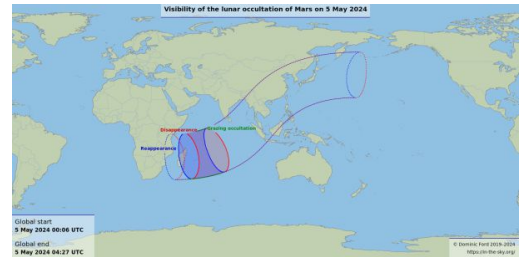 Visibility of the lunar occultation of Mars on 5 May 2024
Disappearance
Grazing occultation
Reappearance
Global start
5 May 2024 00:06 UTC
Global end
5 May 2024 04:27 UTC
© Dominic Ford 2019–2024
https://in-the-sky.org/